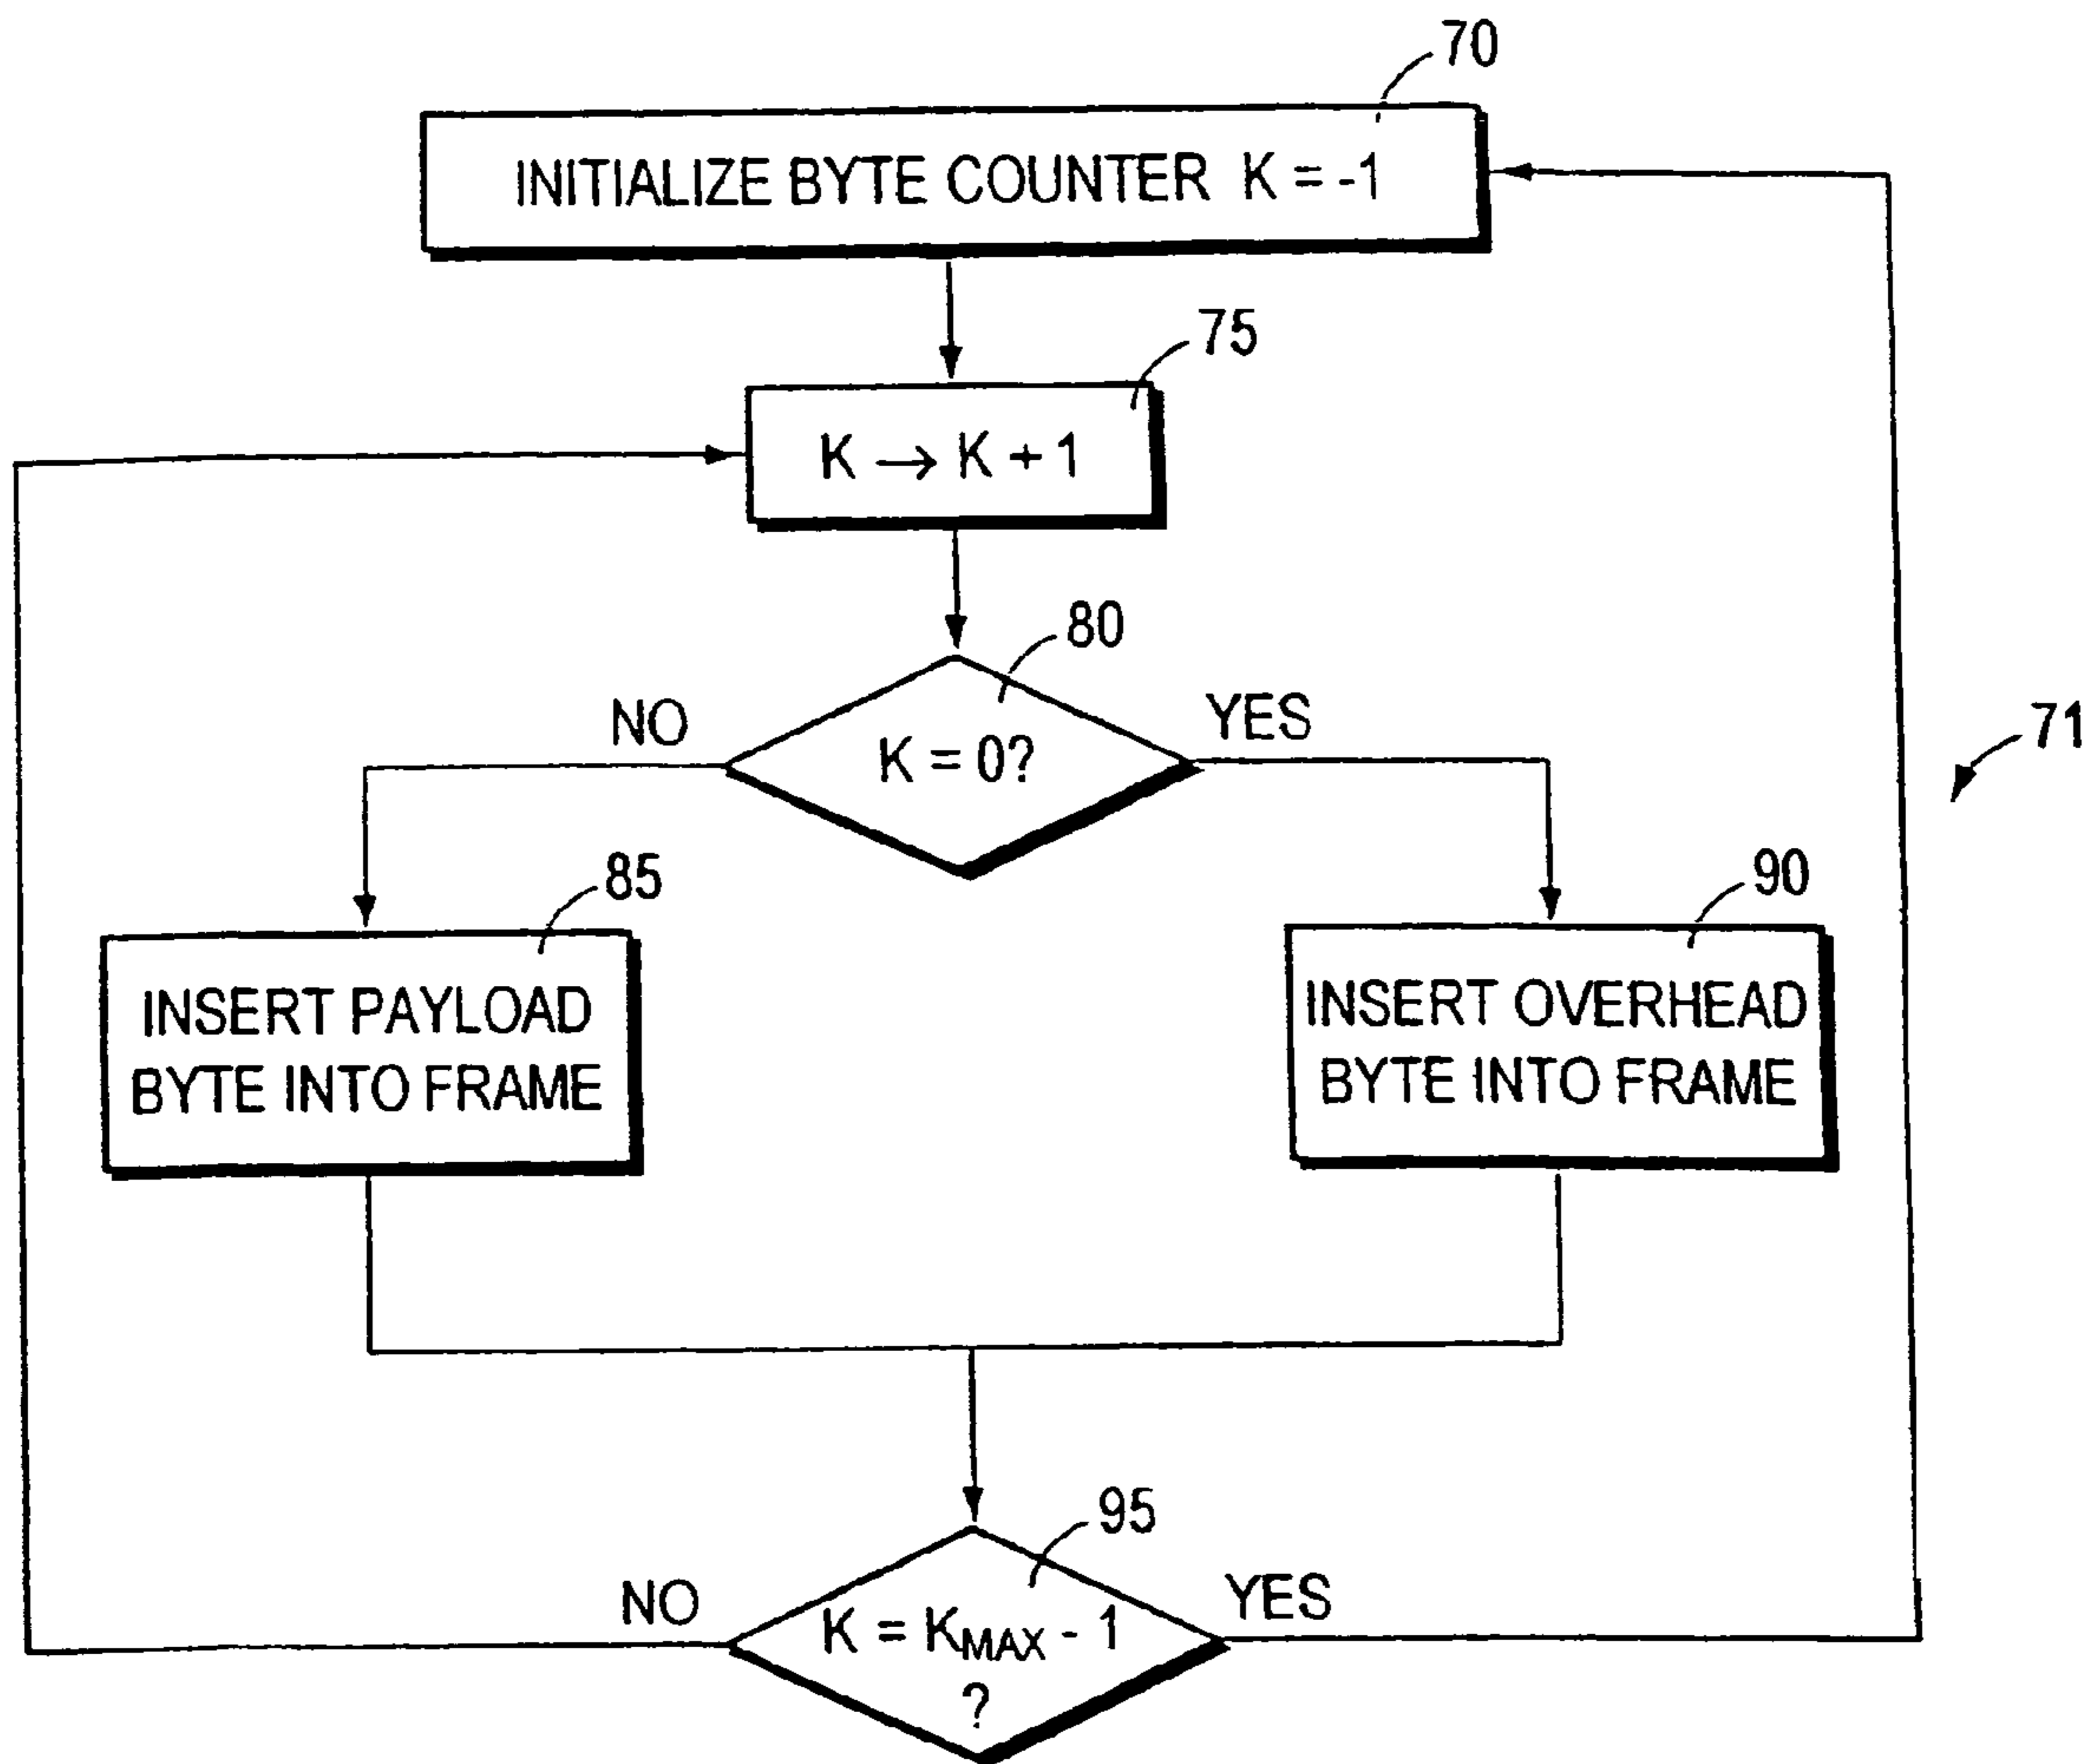 70
INITIALIZE BYTE COUNTER K = -1
75
K → K + 1
80
NO
YES
K = 0?
71
85
90
INSERT PAYLOAD
BYTE INTO FRAME
INSERT OVERHEAD
BYTE INTO FRAME
95
NO
YES
K = KMAX - 1
?